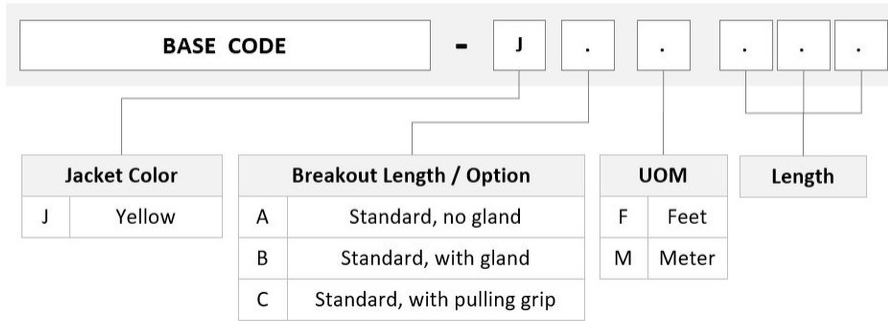 BASE CODE - J . . . . .
Jacket Color Breakout Length / Option UOM Length
J Yellow A Standard, no gland F Feet
B Standard, with gland M Meter
C Standard, with pulling grip